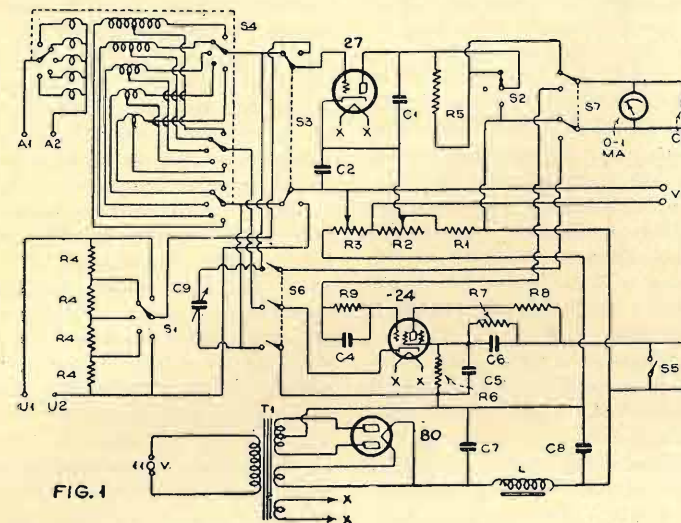 S4
27
S3
C1
R5
S2
S7
0-1
MA
C
A1 A2
X X
C2
V
R3 R2 R1
R4
R4
R4
R4
S1
C9
S6
R9
-24
R7
R8
C4
C6
C5
R6
S5
X X
U1 U2
T1
80
C7
C8
L
11 V.
X
X
FIG. 1